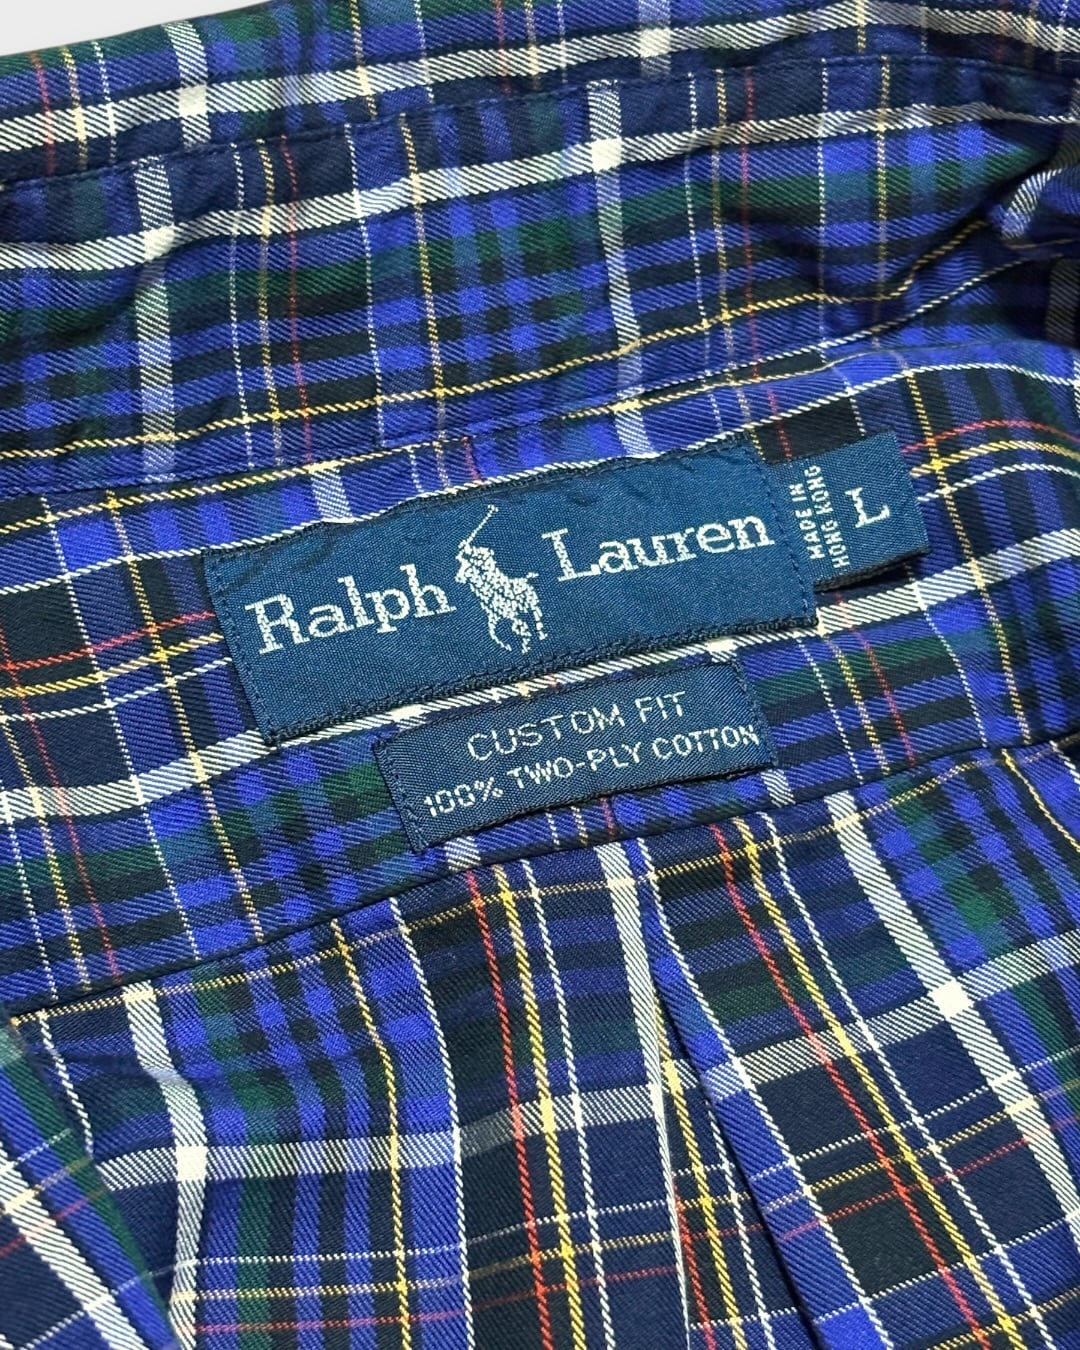 Ralph Lauren
MADE IN
HONG KONG
L
CUSTOM FIT
100% TWO-PLY COTTON